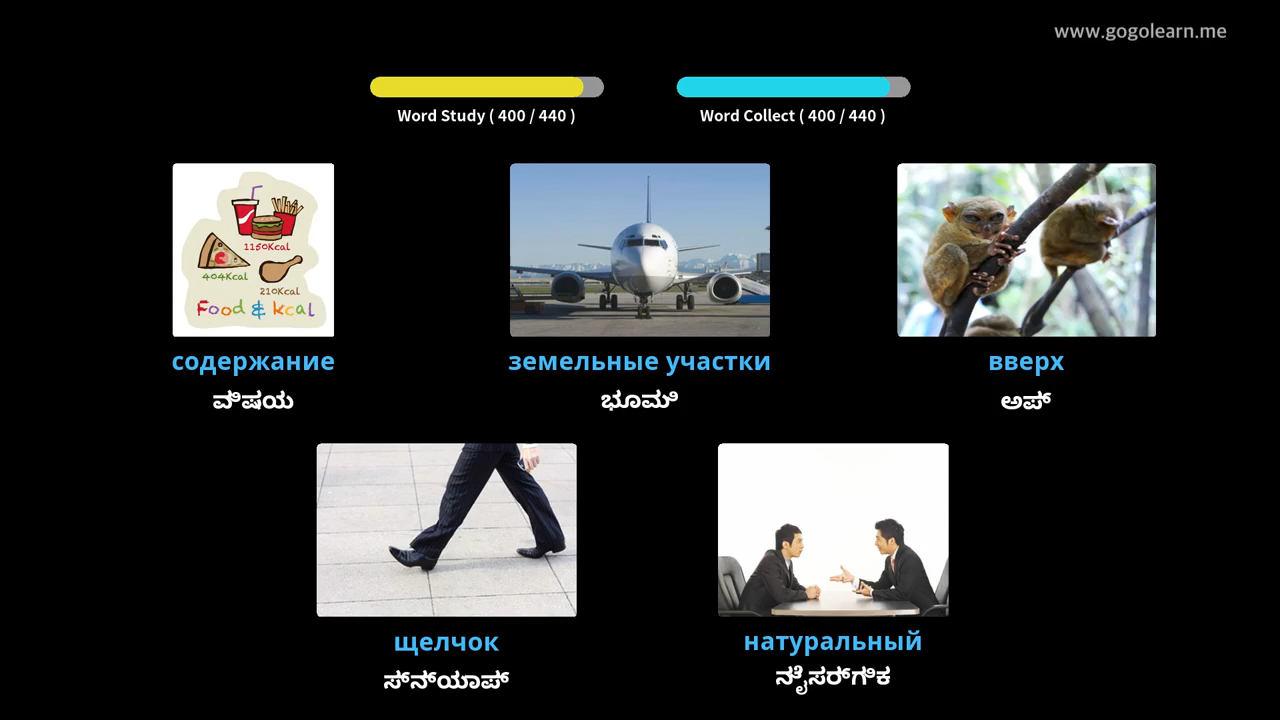 www.gogolearn.me
Word Study ( 400 / 440 )
Word Collect ( 400 / 440 )
1150Kcal
404Kcal
210Kcal
Food & kcal
содержание
земельные участки
вверх
ವಿಷಯ
ಭೂಮಿ
ಅಪ್
щелчок
натуральный
ಸ್ನ್ಯಾಪ್
ನೈಸರ್ಗಿಕ